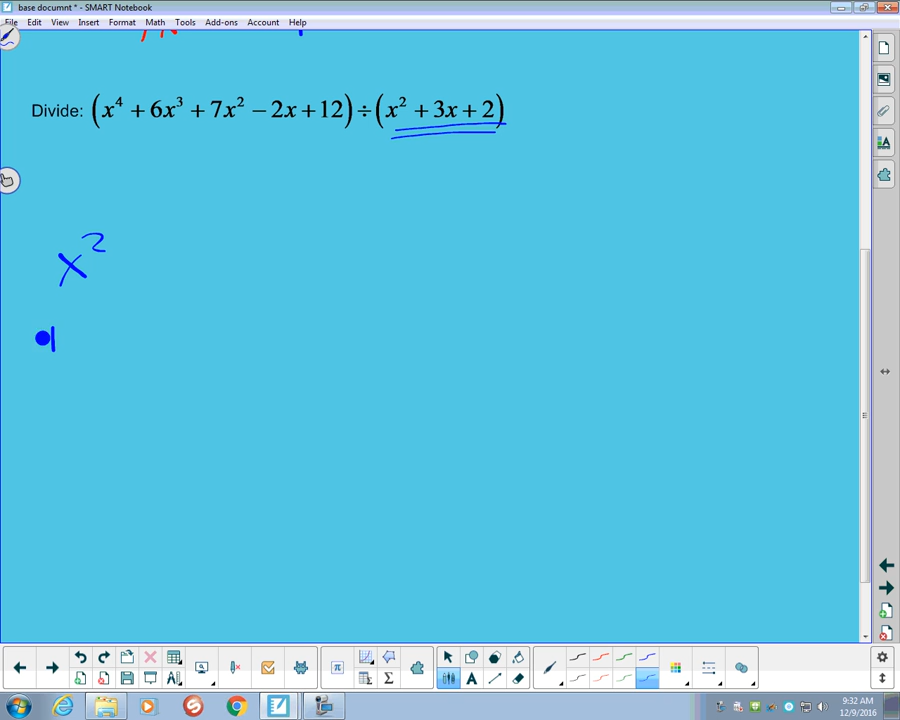 base documnt * - SMART Notebook
File Edit View Insert Format Math Tools Add-ons Account Help
Divide: (x⁴ + 6x³ + 7x² − 2x + 12) ÷ (x² + 3x + 2)
x²
9:32 AM
12/9/2016